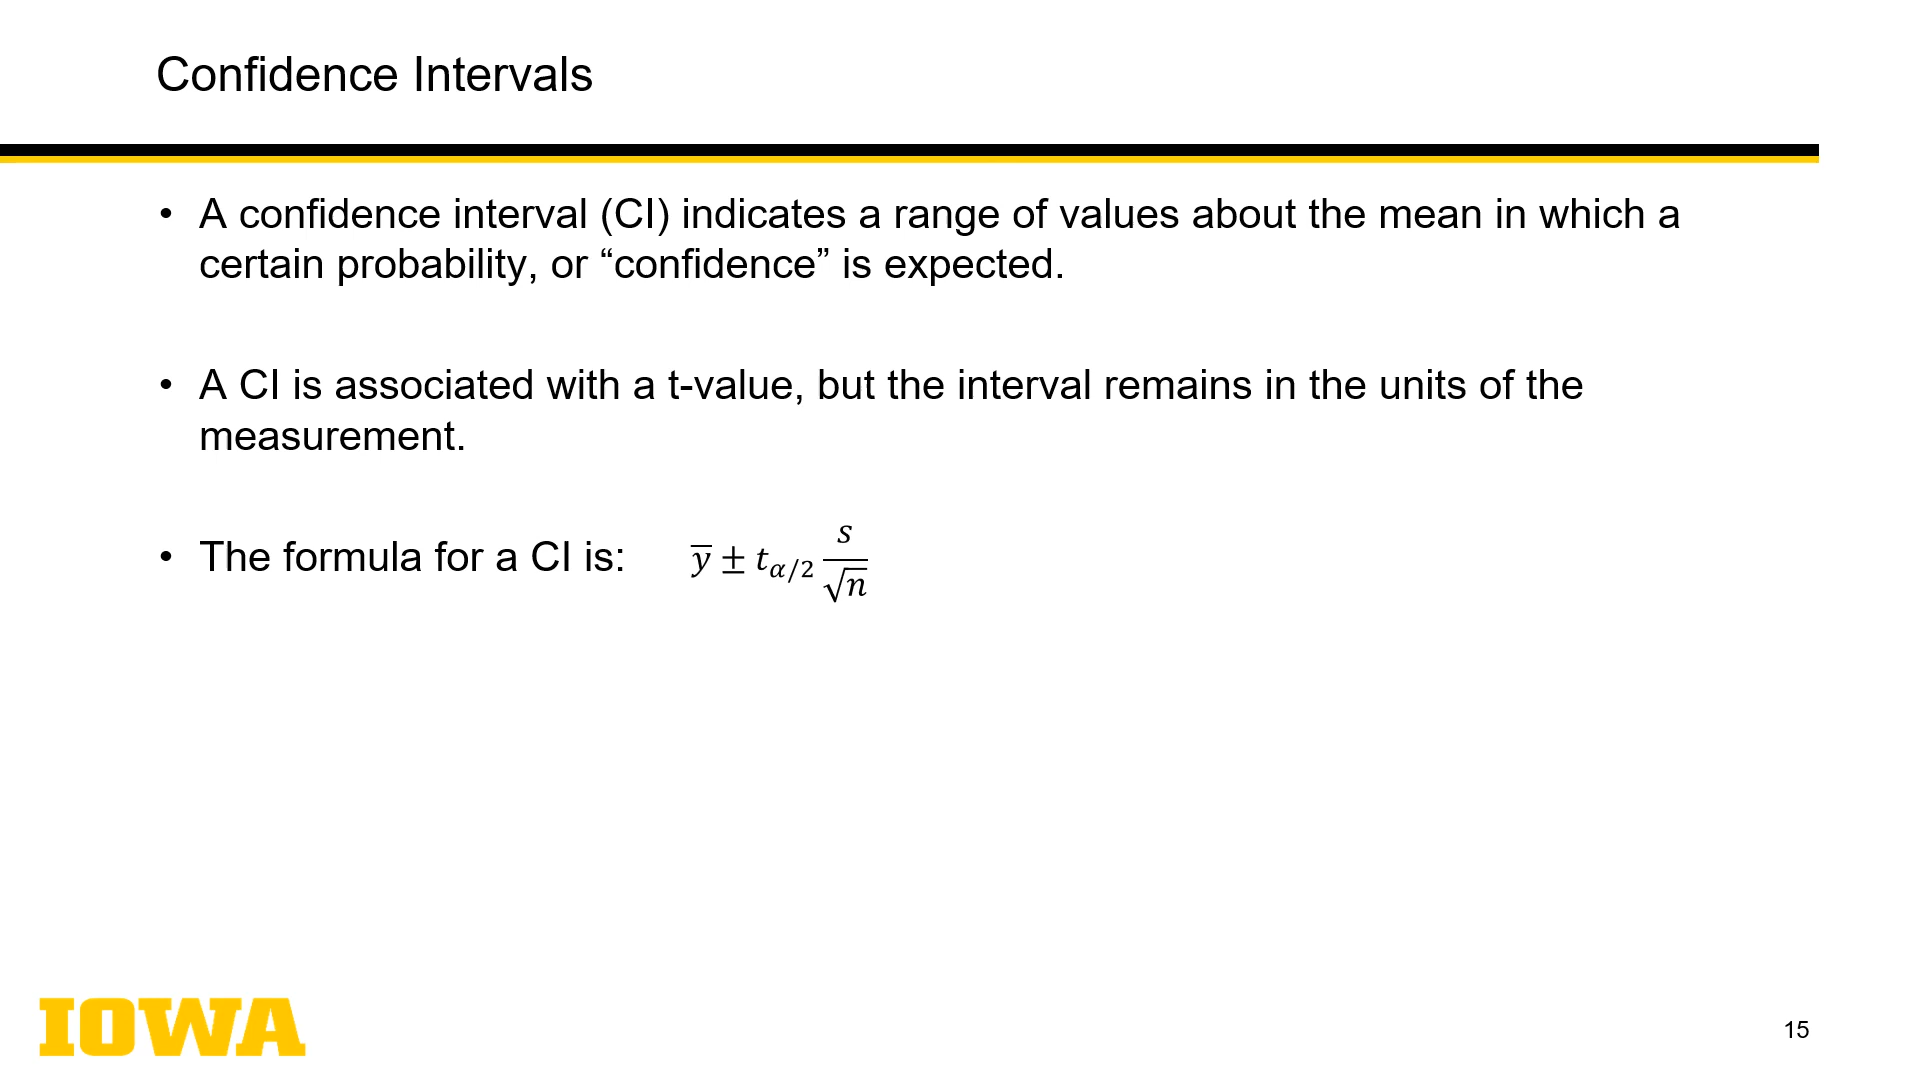 Confidence Intervals
• A confidence interval (CI) indicates a range of values about the mean in which a
certain probability, or “confidence” is expected.
• A CI is associated with a t-value, but the interval remains in the units of the
measurement.
• The formula for a CI is: y̅ ± t_{α/2} s/√n
IOWA
15